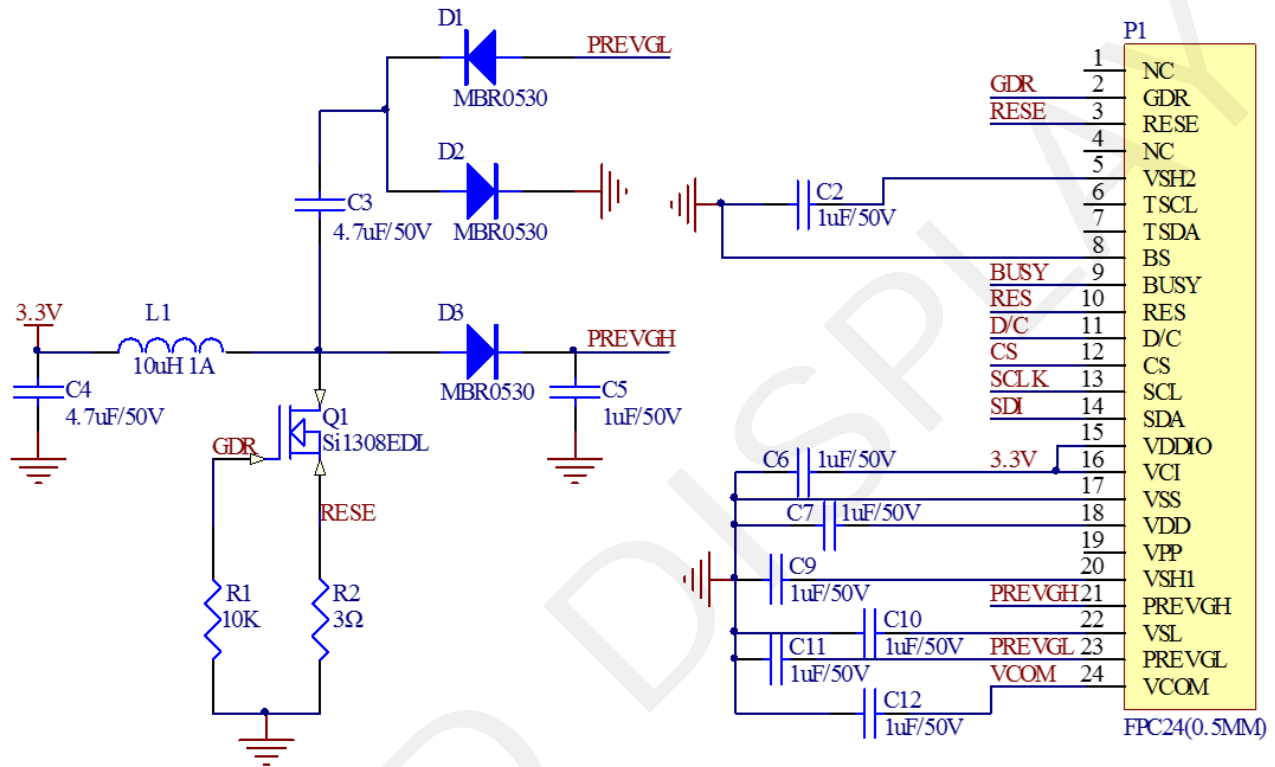 D1
PREVGL
MBR0530
D2
MBR0530
C3
4.7uF/50V
3.3V
L1
10uH 1A
D3
PREVGH
MBR0530
C4
4.7uF/50V
C5
1uF/50V
Q1
Si1308EDL
GDR
RESE
R1
10K
R2
3Ω
P1
1 NC
GDR 2 GDR
RESE 3 RESE
4 NC
5 VSH2
C2
1uF/50V
6 TSCL
7 TSDA
8 BS
BUSY 9 BUSY
RES 10 RES
D/C 11 D/C
CS 12 CS
SCLK 13 SCL
SDI 14 SDA
15 VDDIO
C6 1uF/50V 3.3V 16 VCI
17 VSS
C7 1uF/50V 18 VDD
19 VPP
C9 20 VSH1
1uF/50V
PREVGH 21 PREVGH
C10 22 VSL
1uF/50V
C11 PREVGL 23 PREVGL
1uF/50V
VCOM 24 VCOM
C12
1uF/50V
FPC24(0.5MM)
D DISPLAY